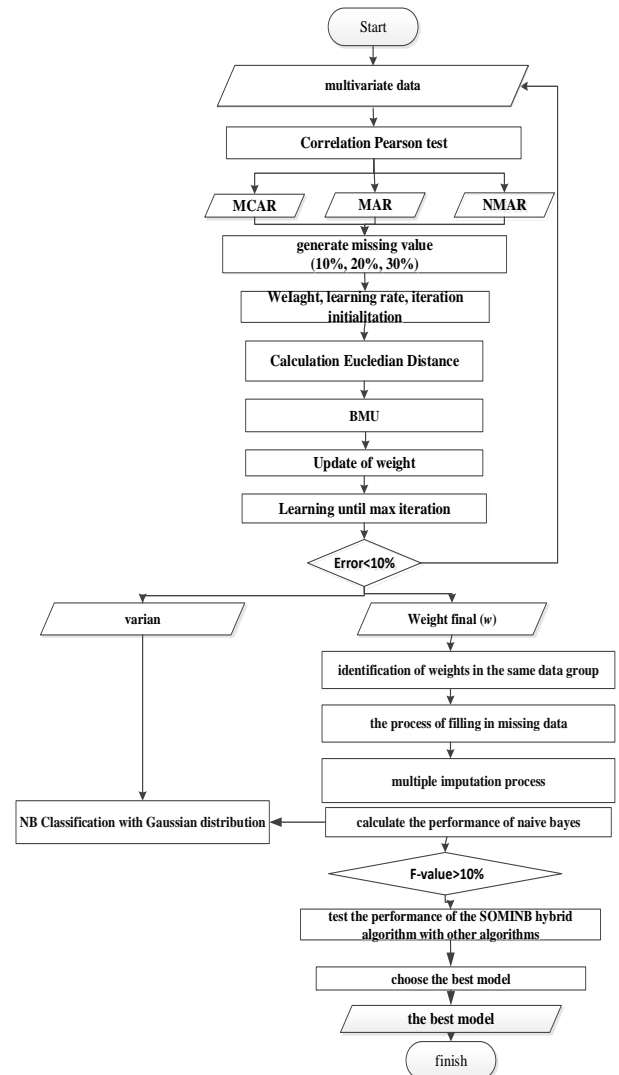 Start
multivariate data
Correlation Pearson test
MCAR
MAR
NMAR
generate missing value
(10%, 20%, 30%)
WeIaght, learning rate, iteration
initialitation
Calculation Eucledian Distance
BMU
Update of weight
Learning until max iteration
Error<10%
varian
Weight final (w)
identification of weights in the same data group
the process of filling in missing data
multiple imputation process
NB Classification with Gaussian distribution
calculate the performance of naive bayes
F-value>10%
test the performance of the SOMINB hybrid
algorithm with other algorithms
choose the best model
the best model
finish